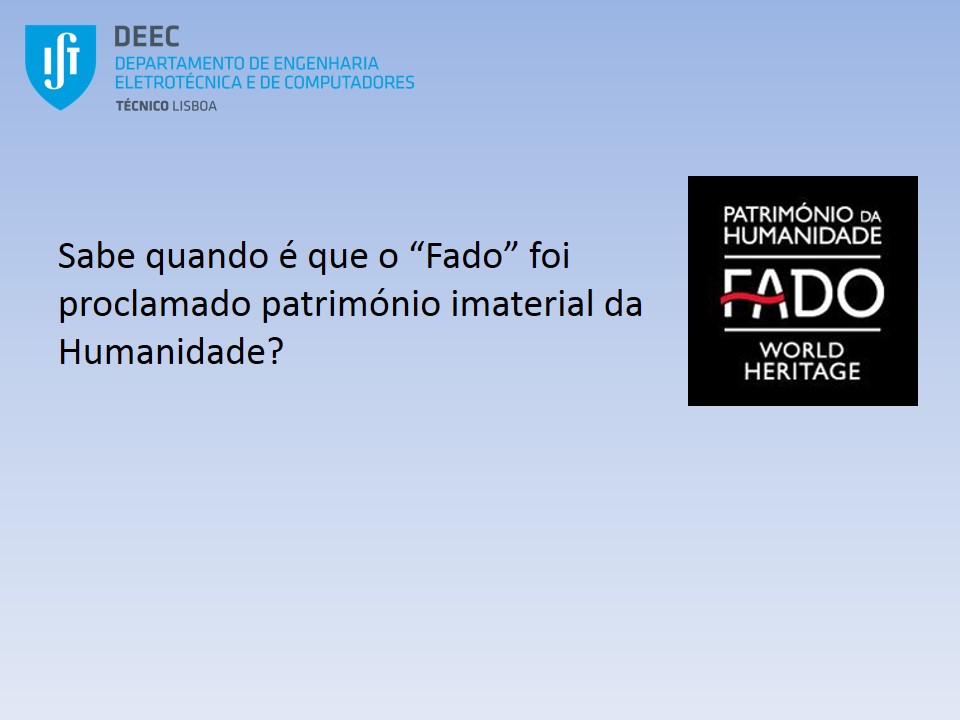 DEEC
DEPARTAMENTO DE ENGENHARIA
ELETROTÉCNICA E DE COMPUTADORES
TÉCNICO LISBOA
Sabe quando é que o “Fado” foi
proclamado património imaterial da
Humanidade?
PATRIMÓNIO DA
HUMANIDADE
FADO
WORLD
HERITAGE